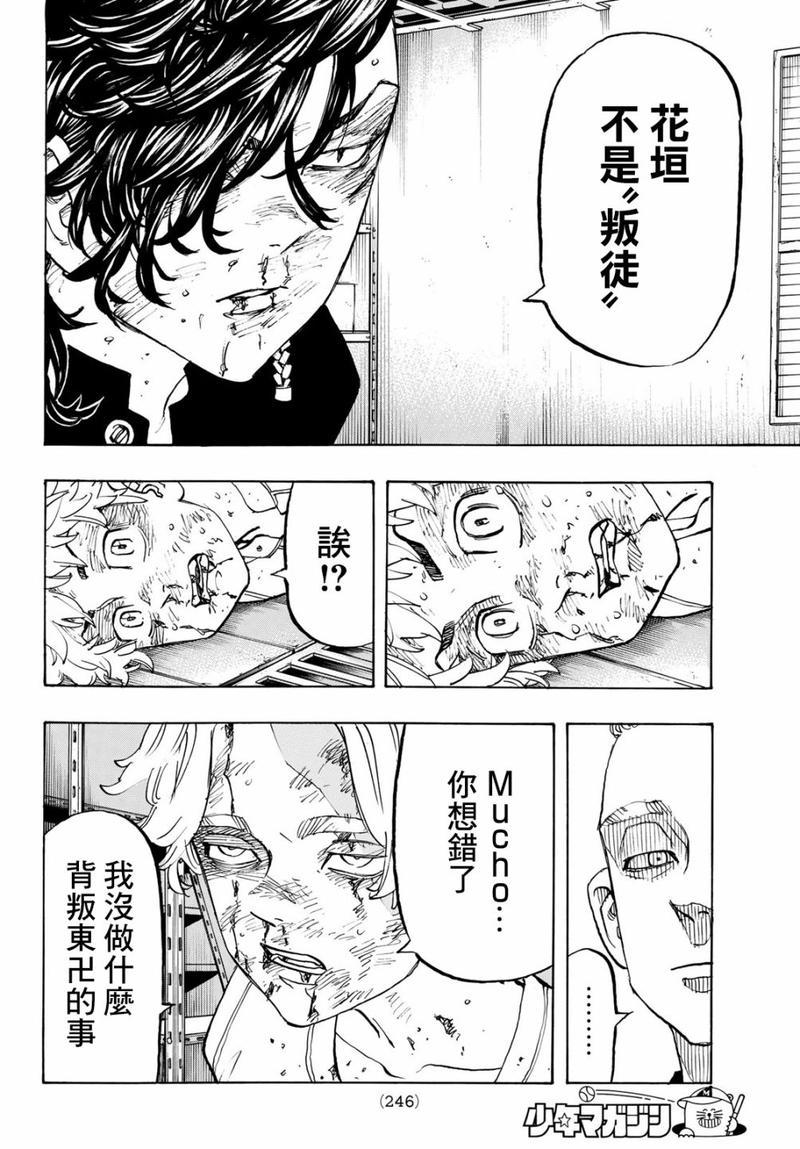 花垣
不是〝叛徒〟
誒!?
Mucho…
你想錯了
………
我沒做什麼
背叛東卍的事
(246)
少年マガジン